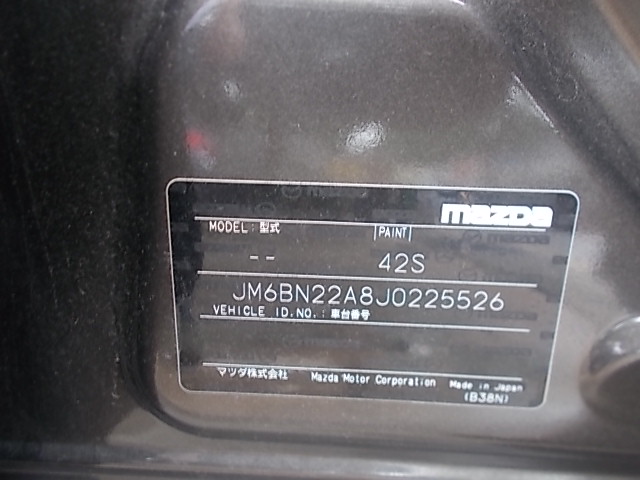 mazda
MODEL: 型式 PAINT
-- 42S
JM6BN22A8J0225526
VEHICLE ID.NO.: 車台番号
マツダ株式会社 Mazda Motor Corporation Made in Japan
(B38N)